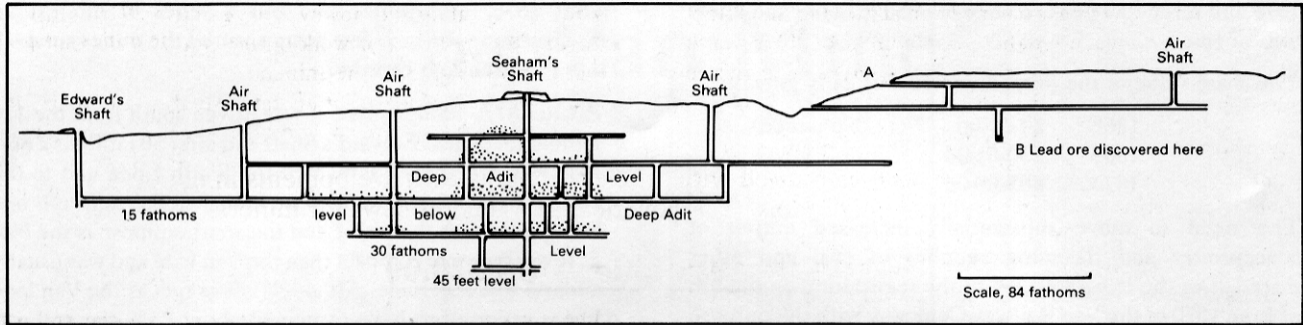 Edward's
Shaft
Air
Shaft
Air
Shaft
Seaham's
Shaft
Air
Shaft
A
Air
Shaft
B Lead ore discovered here
Deep Adit Level
15 fathoms level below Deep Adit
30 fathoms Level
45 feet level
Scale, 84 fathoms